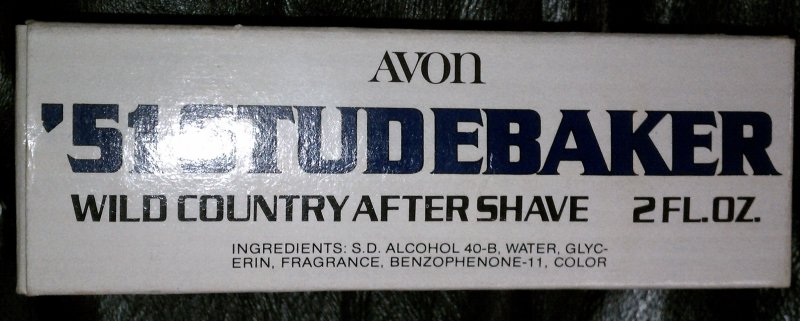 AVON
'51 STUDEBAKER
WILD COUNTRY AFTER SHAVE 2 FL. OZ.
INGREDIENTS: S.D. ALCOHOL 40-B, WATER, GLYC-
ERIN, FRAGRANCE, BENZOPHENONE-11, COLOR